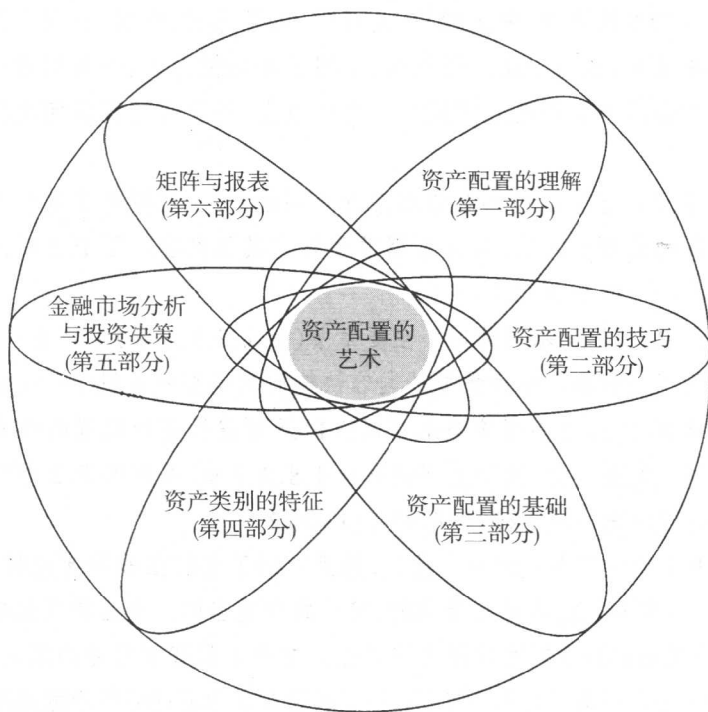 矩阵与报表
(第六部分)
资产配置的理解
(第一部分)
金融市场分析
与投资决策
(第五部分)
资产配置的
艺术
资产配置的技巧
(第二部分)
资产类别的特征
(第四部分)
资产配置的基础
(第三部分)